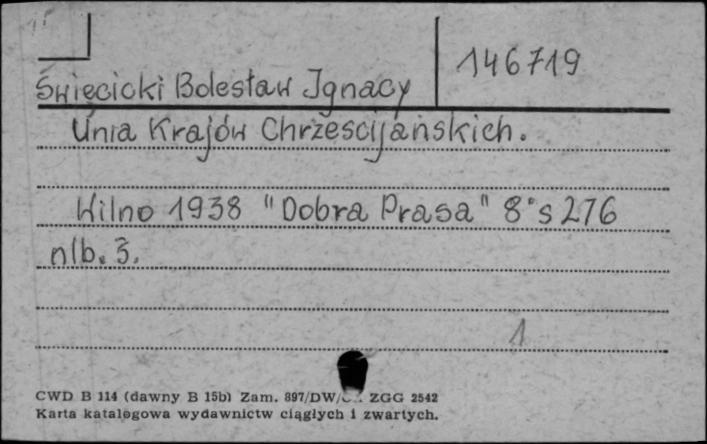 146719
Święcicki Bolesław Ignacy
Unia Krajów Chrześcijańskich.
Wilno 1938 "Dobra Prasa" 8° s 276
nlb. 3.
1
CWD B 114 (dawny B 15b) Zam. 897/DW/ ZGG 2542
Karta katalogowa wydawnictw ciągłych i zwartych.